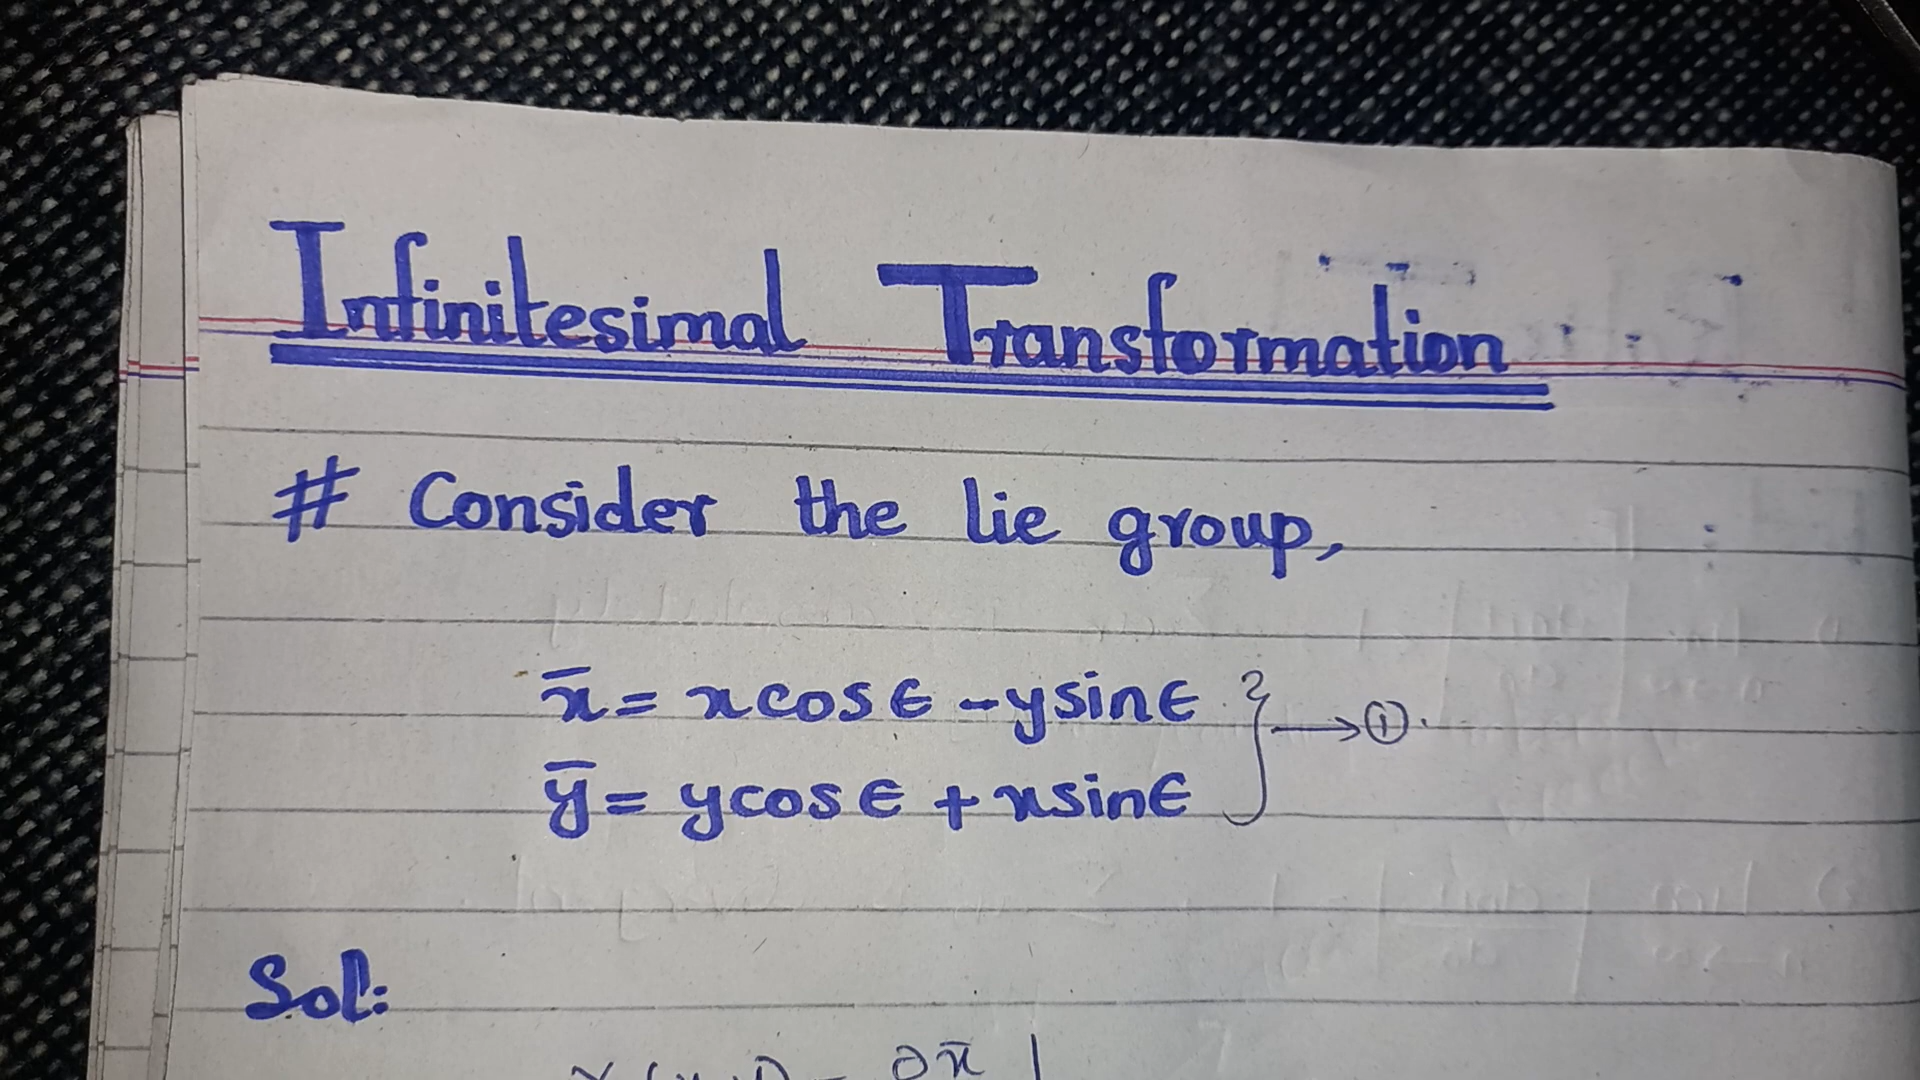 Infinitesimal Transformation
# Consider the lie group,
x̄ = x cos ϵ - y sin ϵ
ȳ = y cos ϵ + x sin ϵ } → ①.
Sol:
∂x̄ |